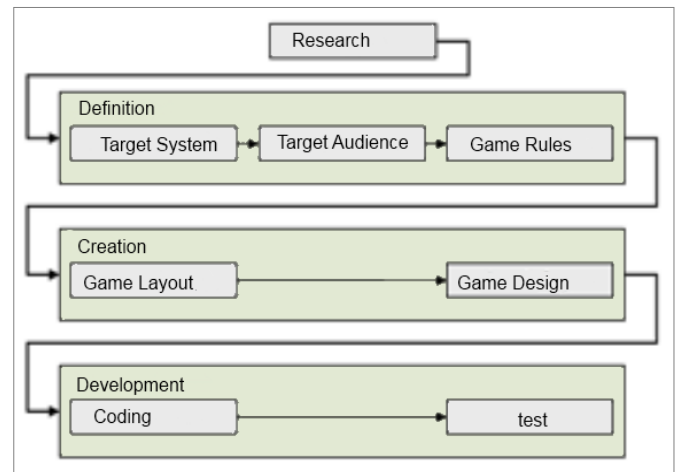 Research
Definition
Target System
Target Audience
Game Rules
Creation
Game Layout
Game Design
Development
Coding
test